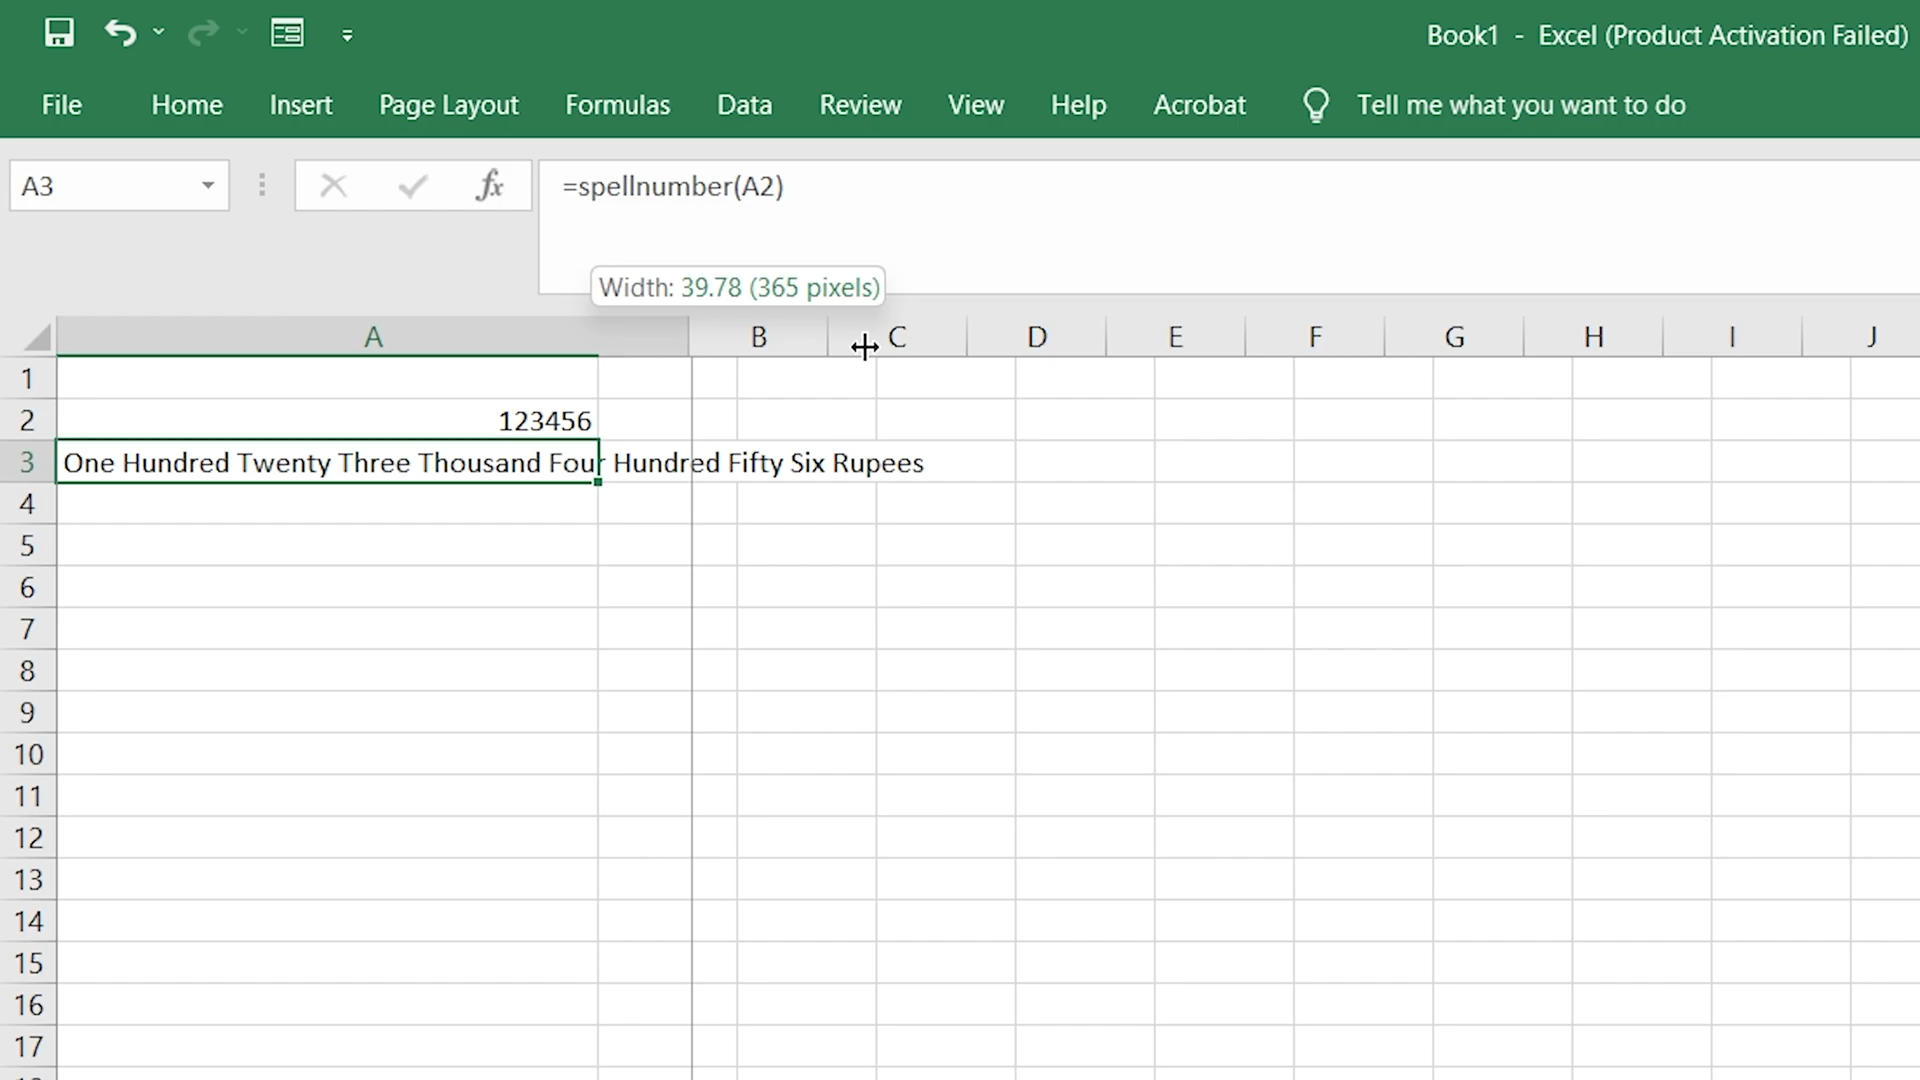 Book1 - Excel (Product Activation Failed)
File Home Insert Page Layout Formulas Data Review View Help Acrobat Tell me what you want to do
A3 fx =spellnumber(A2)
Width: 39.78 (365 pixels)
A B C D E F G H I J
1
2 123456
3 One Hundred Twenty Three Thousand Four Hundred Fifty Six Rupees
4
5
6
7
8
9
10
11
12
13
14
15
16
17